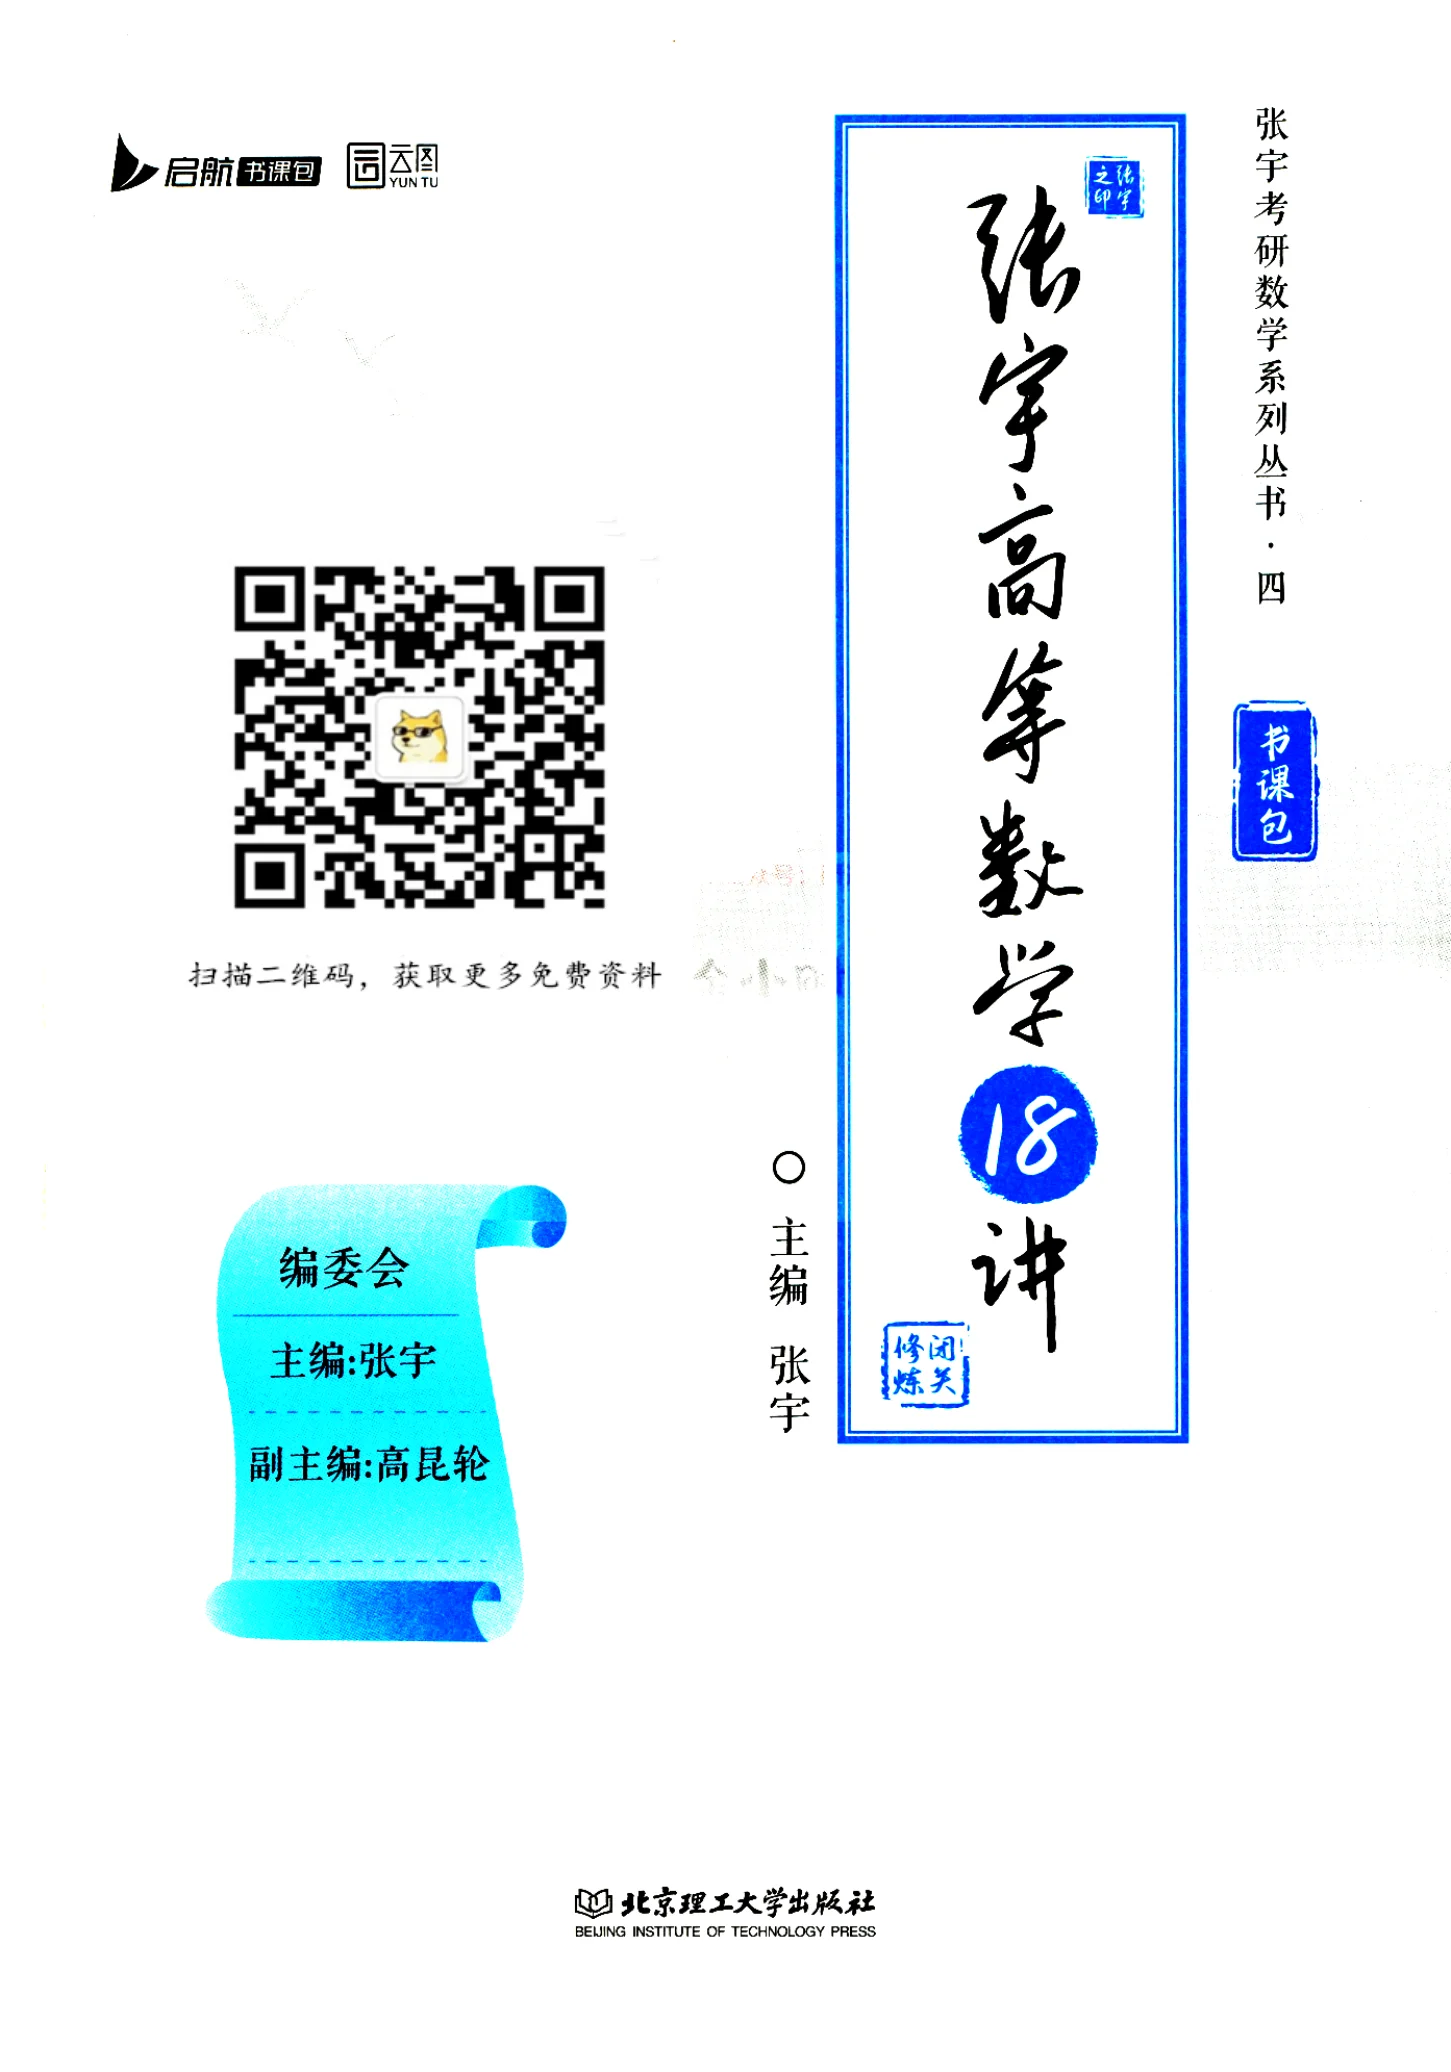 启航 书课包
云图
YUN TU
张宇考研数学系列丛书·四
书课包
张宇
之印
张宇高等数学18讲
闭关
修炼
主编 张宇
扫描二维码，获取更多免费资料
编委会
主编:张宇
副主编:高昆轮
北京理工大学出版社
BEIJING INSTITUTE OF TECHNOLOGY PRESS